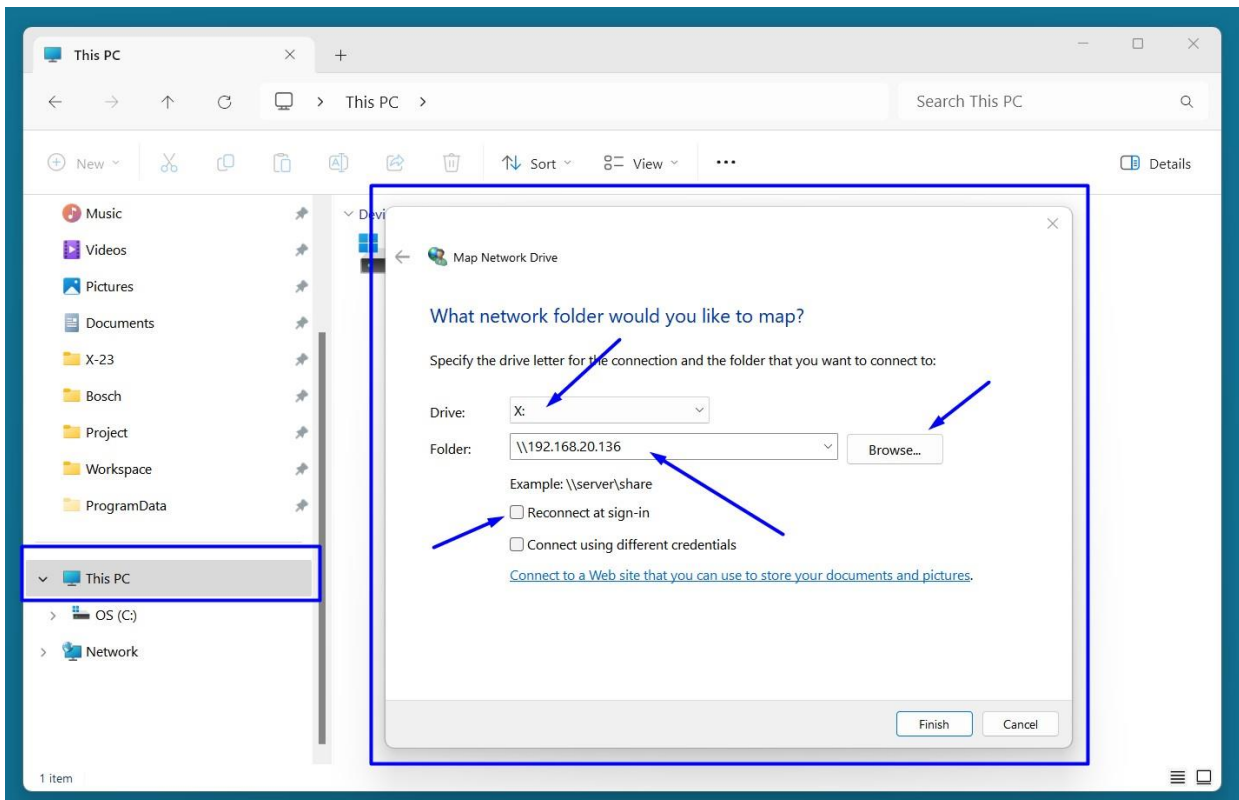 This PC
This PC
Search This PC
New
Sort
View
Details
Music
Videos
Pictures
Documents
X-23
Bosch
Project
Workspace
ProgramData
This PC
OS (C:)
Network
1 item
Devi
Map Network Drive
What network folder would you like to map?
Specify the drive letter for the connection and the folder that you want to connect to:
Drive: X:
Folder: \\192.168.20.136 Browse...
Example: \\server\share
Reconnect at sign-in
Connect using different credentials
Connect to a Web site that you can use to store your documents and pictures.
Finish Cancel